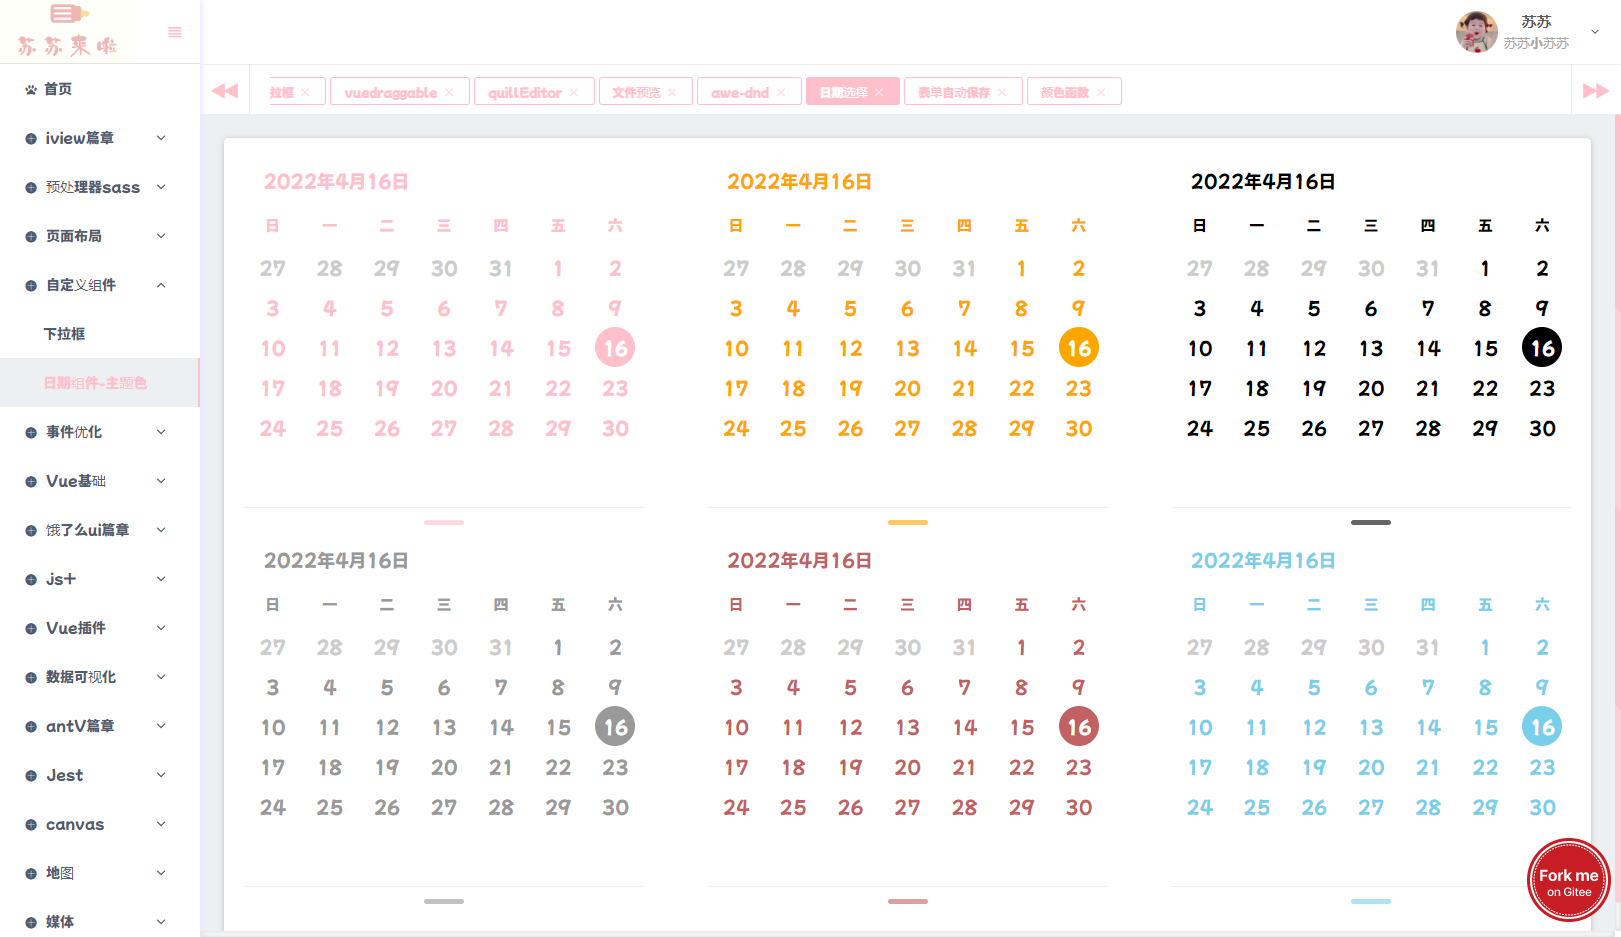 苏苏来啦
苏苏
苏苏小苏苏
首页
iview篇章
预处理器sass
页面布局
自定义组件
下拉框
日期组件-主题色
事件优化
Vue基础
饿了么ui篇章
js十
Vue插件
数据可视化
antV篇章
Jest
canvas
地图
媒体
拉框 vuedraggable quillEditor 文件预览 awe-dnd 日期选择 表单自动保存 颜色函数
2022年4月16日
日 一 二 三 四 五 六
27 28 29 30 31 1 2
3 4 5 6 7 8 9
10 11 12 13 14 15 16
17 18 19 20 21 22 23
24 25 26 27 28 29 30
2022年4月16日
日 一 二 三 四 五 六
27 28 29 30 31 1 2
3 4 5 6 7 8 9
10 11 12 13 14 15 16
17 18 19 20 21 22 23
24 25 26 27 28 29 30
2022年4月16日
日 一 二 三 四 五 六
27 28 29 30 31 1 2
3 4 5 6 7 8 9
10 11 12 13 14 15 16
17 18 19 20 21 22 23
24 25 26 27 28 29 30
2022年4月16日
日 一 二 三 四 五 六
27 28 29 30 31 1 2
3 4 5 6 7 8 9
10 11 12 13 14 15 16
17 18 19 20 21 22 23
24 25 26 27 28 29 30
2022年4月16日
日 一 二 三 四 五 六
27 28 29 30 31 1 2
3 4 5 6 7 8 9
10 11 12 13 14 15 16
17 18 19 20 21 22 23
24 25 26 27 28 29 30
2022年4月16日
日 一 二 三 四 五 六
27 28 29 30 31 1 2
3 4 5 6 7 8 9
10 11 12 13 14 15 16
17 18 19 20 21 22 23
24 25 26 27 28 29 30
Fork me
on Gitee